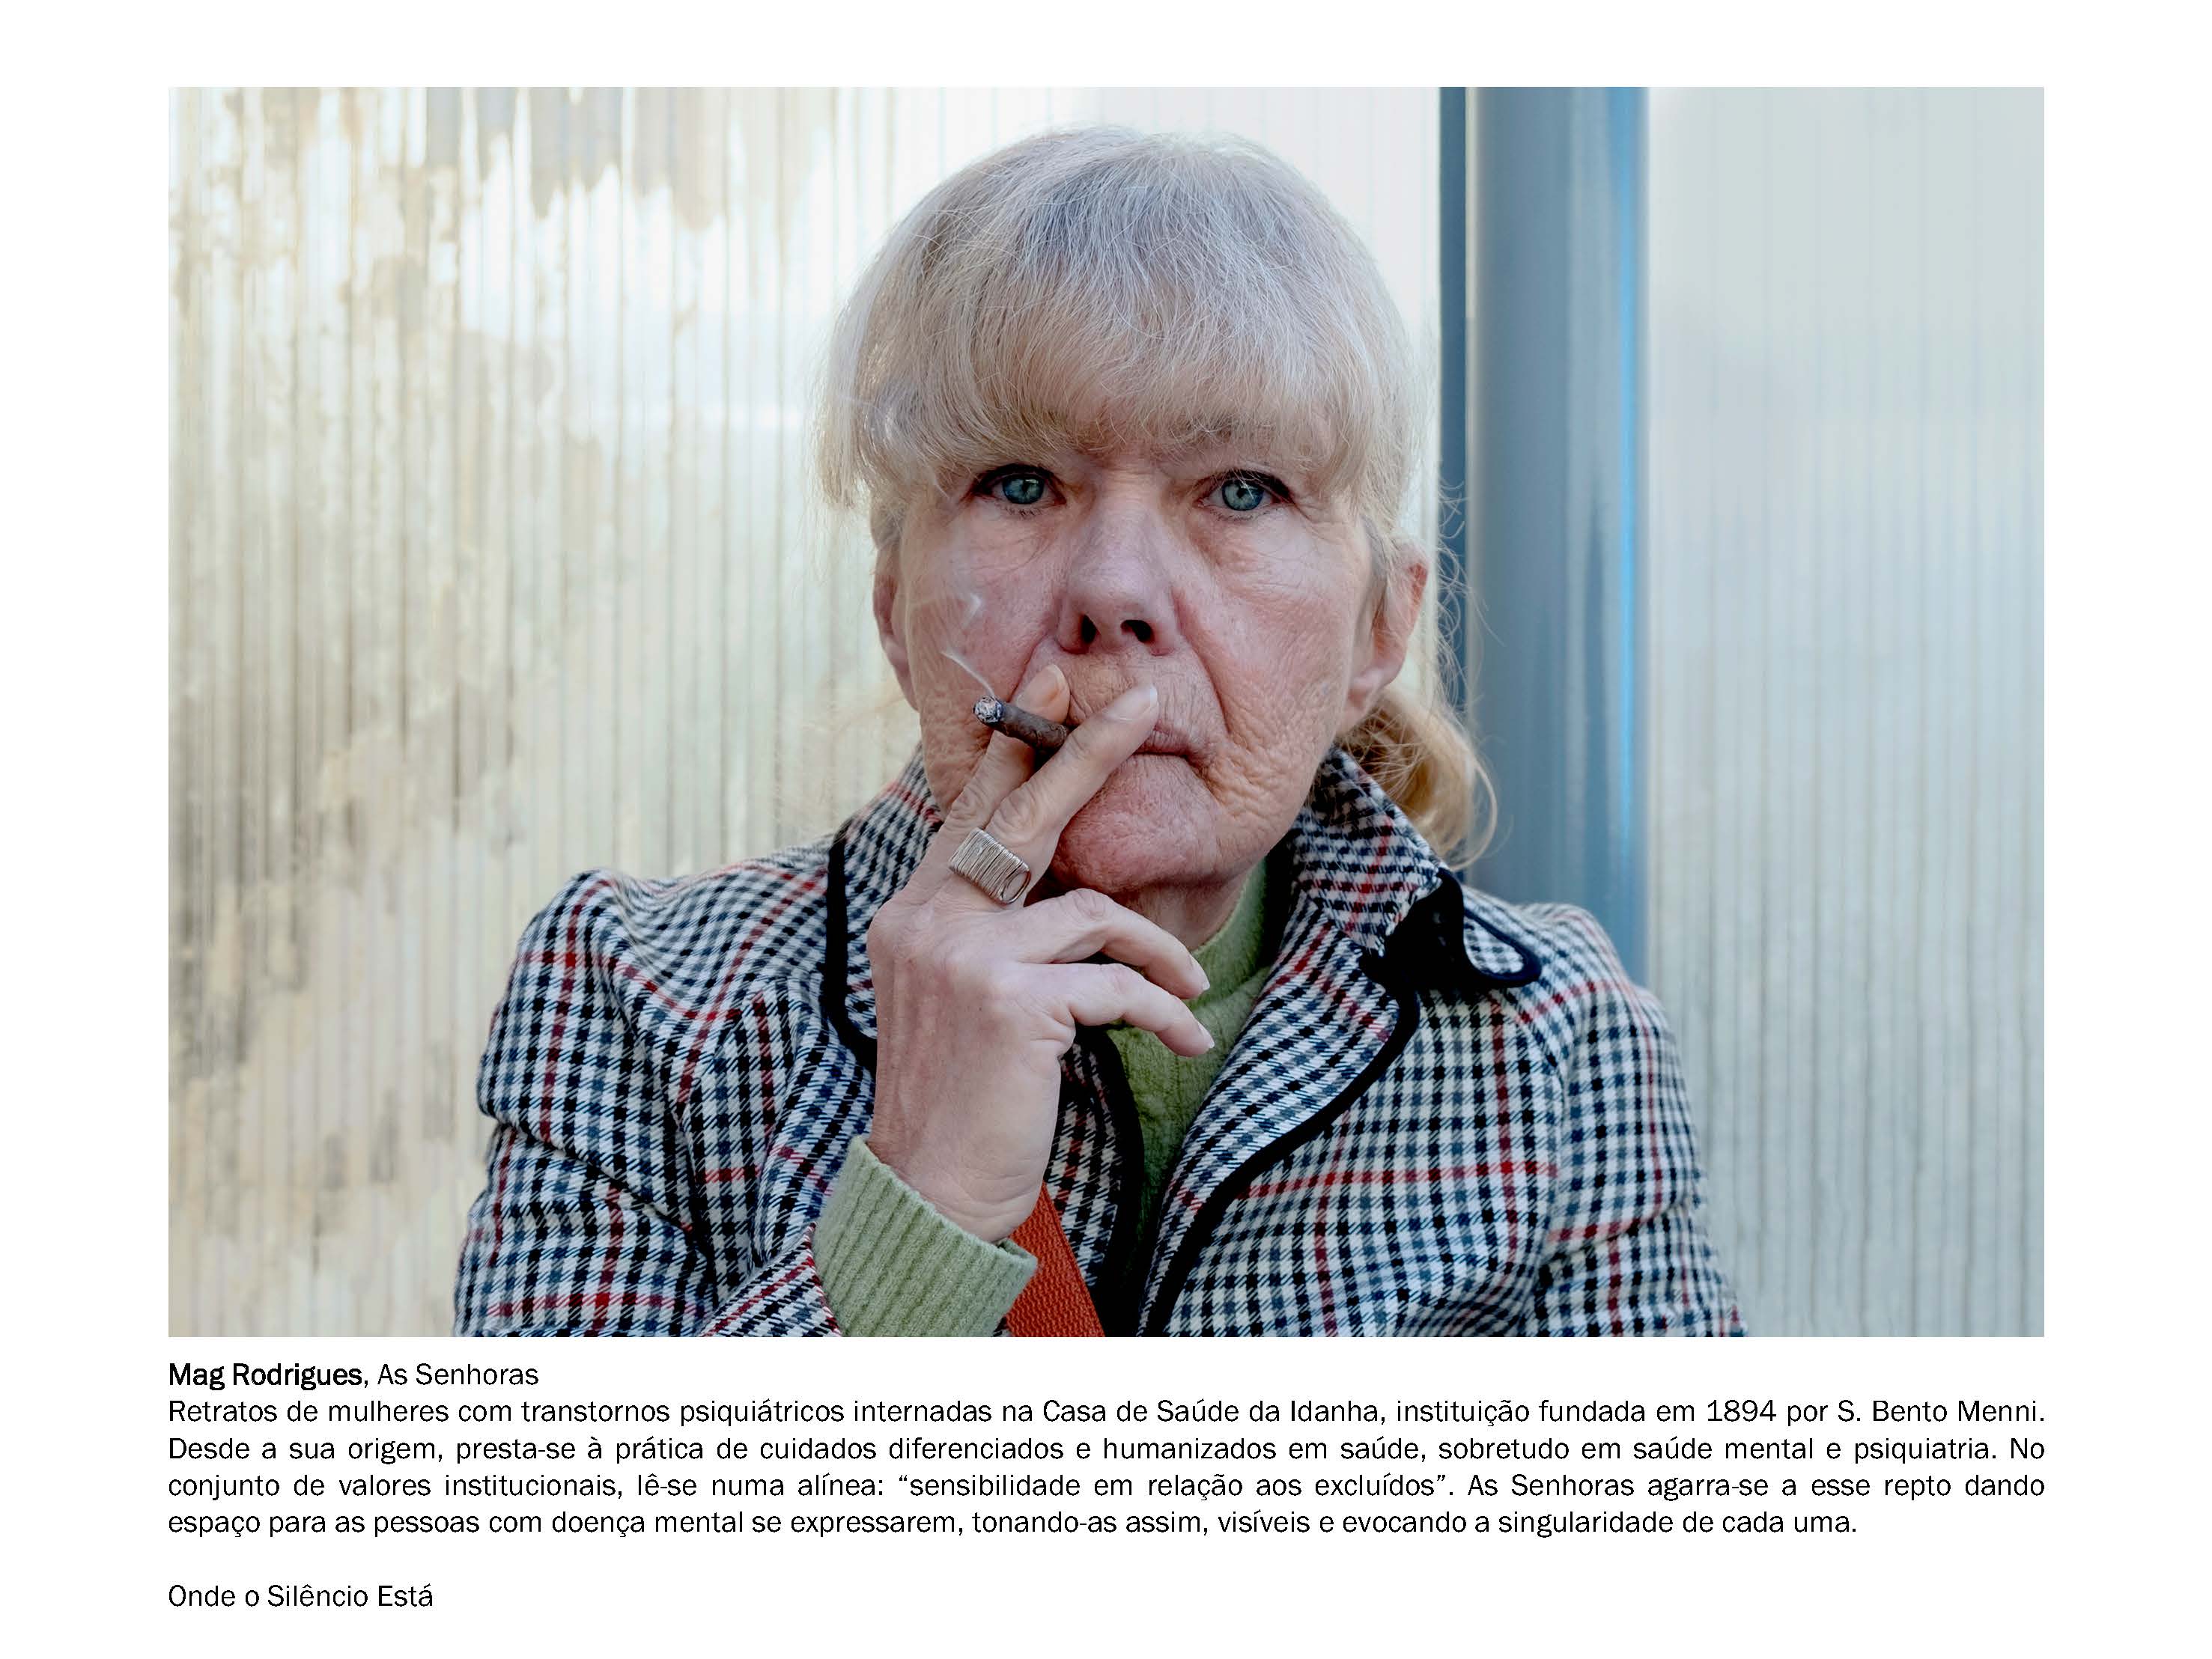 Mag Rodrigues, As Senhoras
Retratos de mulheres com transtornos psiquiátricos internadas na Casa de Saúde da Idanha, instituição fundada em 1894 por S. Bento Menni.
Desde a sua origem, presta-se à prática de cuidados diferenciados e humanizados em saúde, sobretudo em saúde mental e psiquiatria. No
conjunto de valores institucionais, lê-se numa alínea: “sensibilidade em relação aos excluídos”. As Senhoras agarra-se a esse repto dando
espaço para as pessoas com doença mental se expressarem, tonando-as assim, visíveis e evocando a singularidade de cada uma.
Onde o Silêncio Está